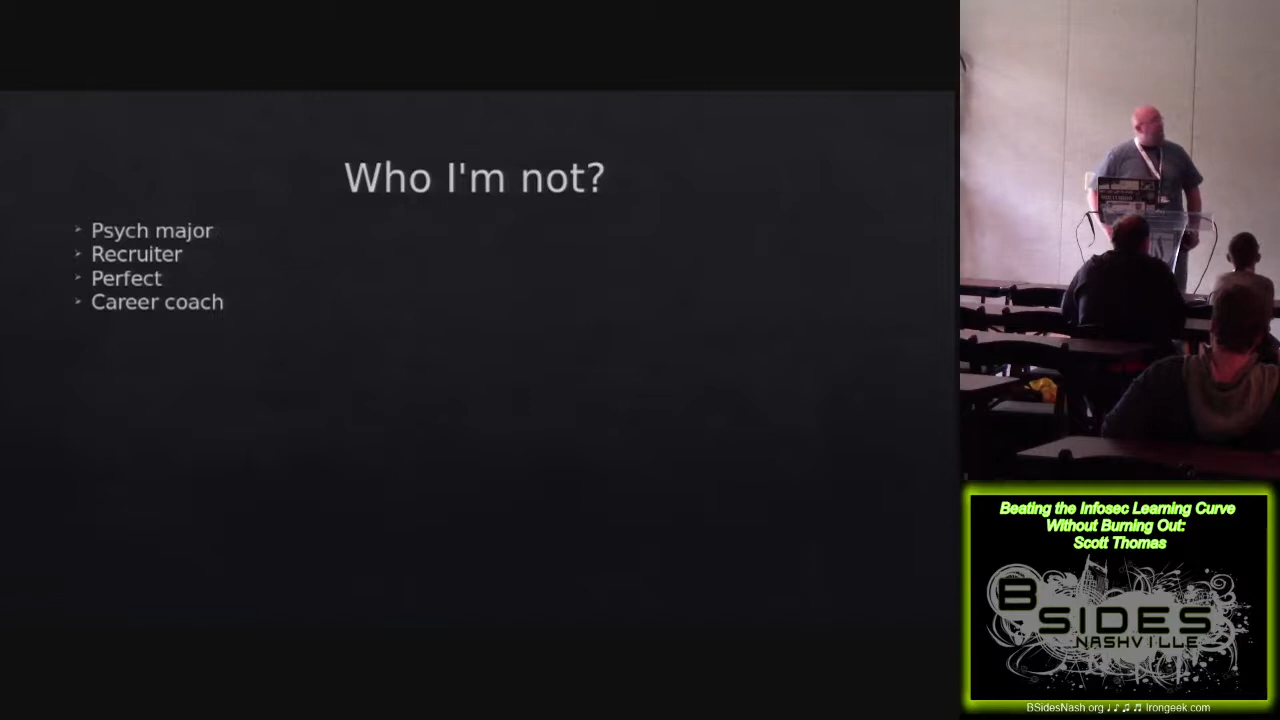 Who I'm not?
Psych major
Recruiter
Perfect
Career coach
Beating the Infosec Learning Curve
Without Burning Out:
Scott Thomas
B
SIDES
NASHVILLE
BSidesNash.org ♩ ♪ ♫ ♬ Irongeek.com